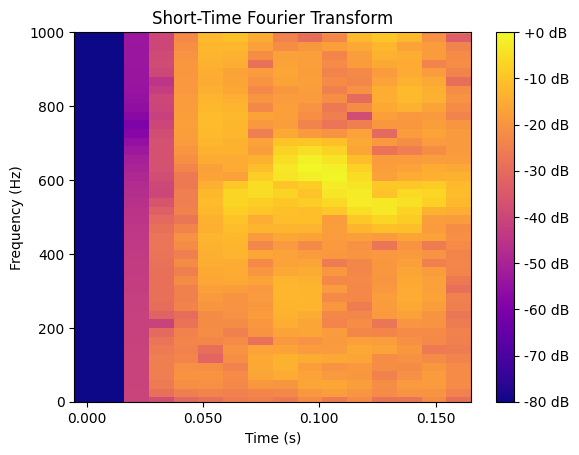 Short-Time Fourier Transform
1000
800
600
400
200
0
Frequency (Hz)
0.000
0.050
0.100
0.150
Time (s)
+0 dB
-10 dB
-20 dB
-30 dB
-40 dB
-50 dB
-60 dB
-70 dB
-80 dB